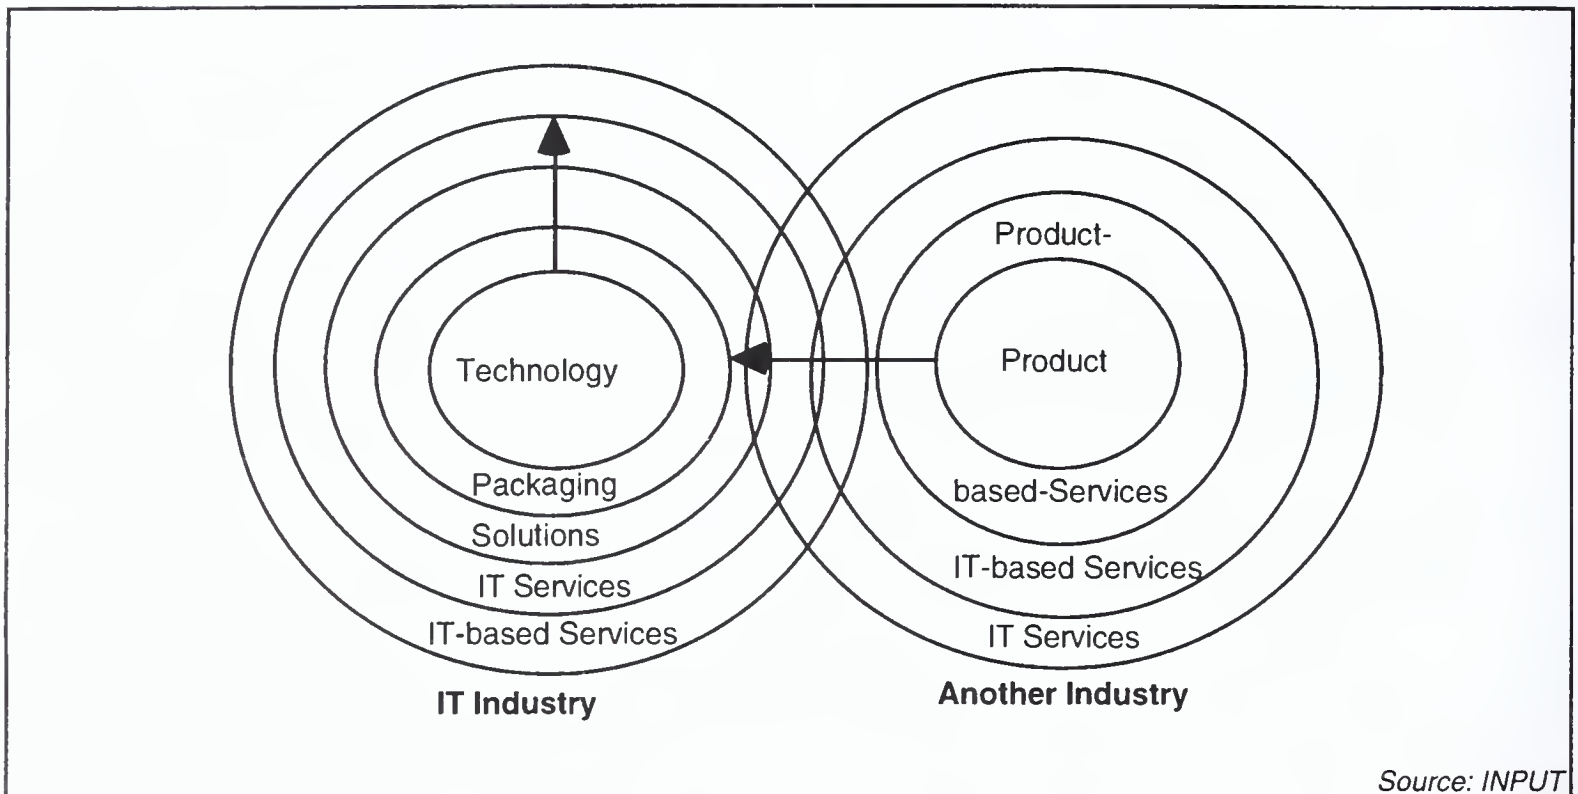 Technology
Packaging
Solutions
IT Services
IT-based Services
IT Industry
Product-
Product
based-Services
IT-based Services
IT Services
Another Industry
Source: INPUT